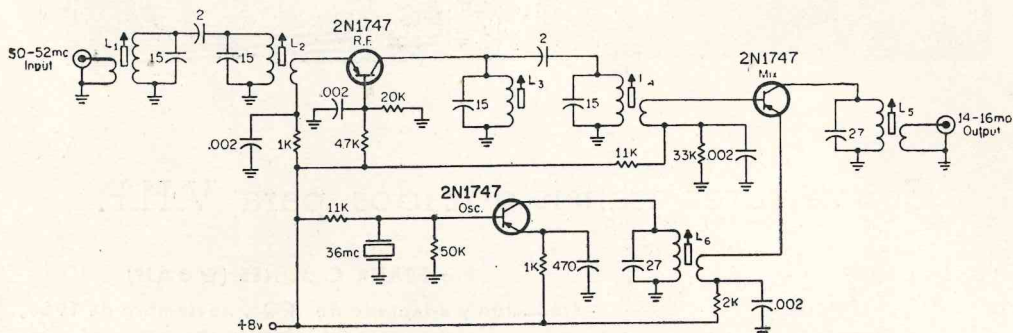 2
50-52mc
Input
L1
15
15
L2
2N1747
R.F.
.002
20K
.002
1K
4.7K
2
15
L3
15
L4
2N1747
Mix
11K
33K
.002
27
L5
14-16mc
Output
11K
36mc
50K
2N1747
Osc.
1K
470
27
L6
2K
.002
+8v